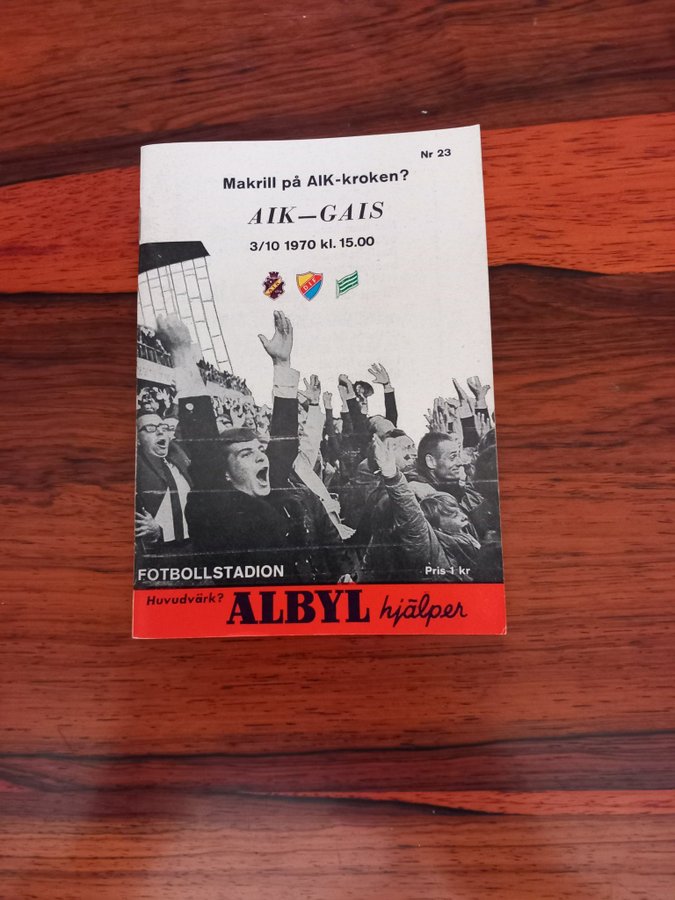 Nr 23
Makrill på AIK-kroken?
AIK—GAIS
3/10 1970 kl. 15.00
DIF
FOTBOLLSTADION
Pris 1 kr
Huvudvärk? ALBYL hjälper